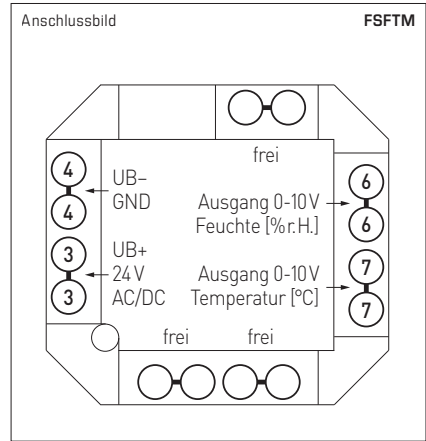 Anschlussbild FSFTM
frei
4
4
UB–
GND
Ausgang 0-10V
Feuchte [%r.H.]
6
6
3
3
UB+
24V
AC/DC
Ausgang 0-10V
Temperatur [°C]
7
7
frei frei